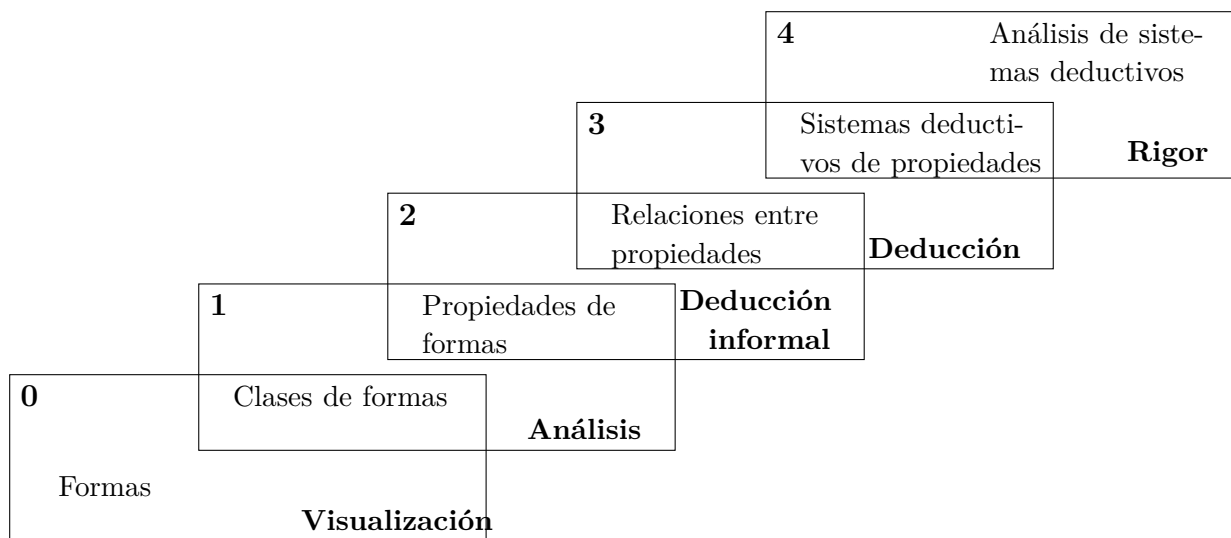 4 Análisis de siste-
mas deductivos
3 Sistemas deducti-
vos de propiedades
Rigor
2 Relaciones entre
propiedades
Deducción
1 Propiedades de
formas
Deducción
informal
0 Clases de formas
Análisis
Formas
Visualización